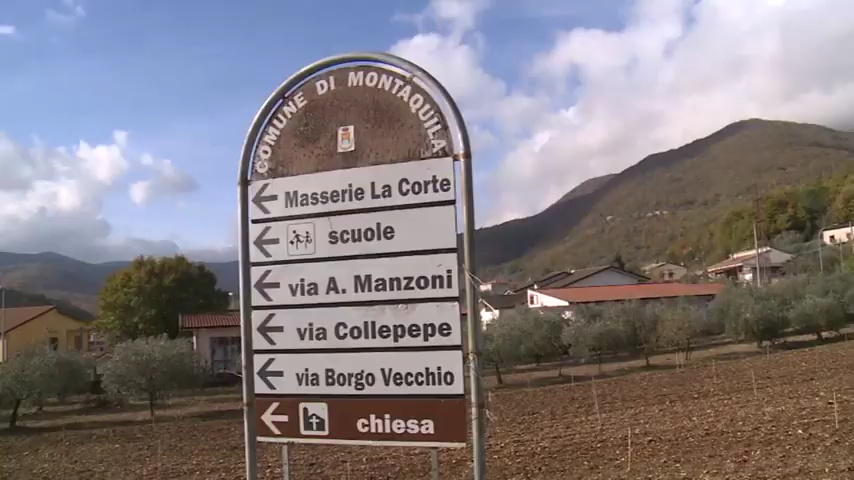 COMUNE DI MONTAQUILA
Masserie La Corte
scuole
via A. Manzoni
via Collepepe
via Borgo Vecchio
chiesa